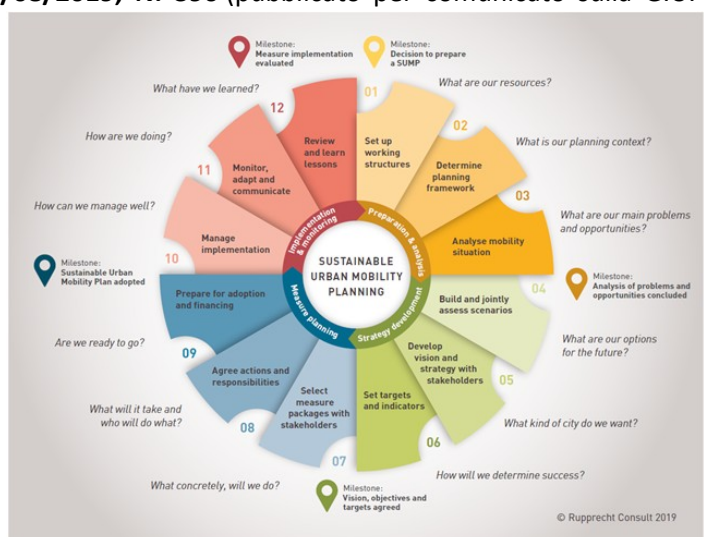 (pubblicato per comunicato sulla G.U.
Milestone:
Measure implementation
evaluated
Milestone:
Decision to prepare
a SUMP
What have we learned?
What are our resources?
12
01
Review
and learn
lessons
Set up
working
structures
How are we doing?
02
What is our planning context?
11
Monitor,
adapt and
communicate
Determine
planning
framework
03
How can we manage well?
What are our main problems
and opportunities?
10
Manage
implementation
Analyse mobility
situation
Implementation
& monitoring
Preparation & analysis
SUSTAINABLE
URBAN MOBILITY
PLANNING
Measure planning
Strategy development
Milestone:
Sustainable Urban
Mobility Plan adopted
Milestone:
Analysis of problems and
opportunities concluded
Prepare for adoption
and financing
Build and jointly
assess scenarios
04
Are we ready to go?
What are our options
for the future?
09
Agree actions and
responsibilities
Develop
vision and
strategy with
stakeholders
05
What will it take and
who will do what?
What kind of city do we want?
08
Select
measure
packages with
stakeholders
Set targets
and indicators
06
07
What concretely, will we do?
How will we determine success?
Milestone:
Vision, objectives and
targets agreed
© Rupprecht Consult 2019